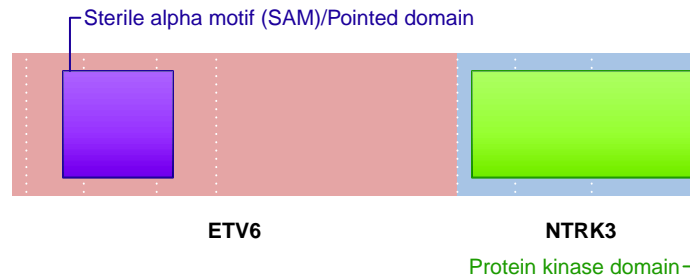 Sterile alpha motif (SAM)/Pointed domain
ETV6
NTRK3
Protein kinase domain